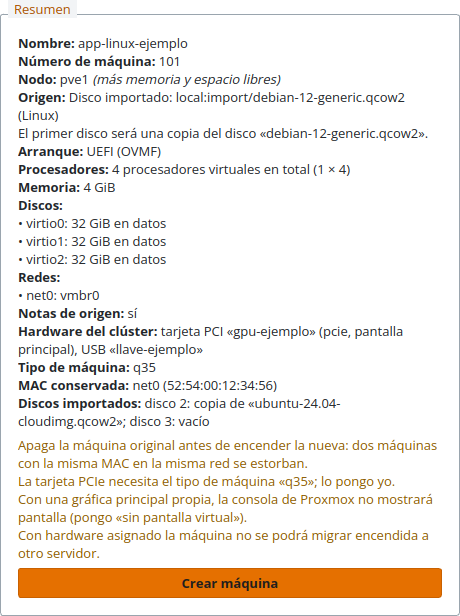 Resumen
Nombre: app-linux-ejemplo
Número de máquina: 101
Nodo: pve1 (más memoria y espacio libres)
Origen: Disco importado: local:import/debian-12-generic.qcow2
(Linux)
El primer disco será una copia del disco «debian-12-generic.qcow2».
Arranque: UEFI (OVMF)
Procesadores: 4 procesadores virtuales en total (1 × 4)
Memoria: 4 GiB
Discos:
• virtio0: 32 GiB en datos
• virtio1: 32 GiB en datos
• virtio2: 32 GiB en datos
Redes:
• net0: vmbr0
Notas de origen: sí
Hardware del clúster: tarjeta PCI «gpu-ejemplo» (pcie, pantalla
principal), USB «llave-ejemplo»
Tipo de máquina: q35
MAC conservada: net0 (52:54:00:12:34:56)
Discos importados: disco 2: copia de «ubuntu-24.04-
cloudimg.qcow2»; disco 3: vacío
Apaga la máquina original antes de encender la nueva: dos máquinas
con la misma MAC en la misma red se estorban.
La tarjeta PCIe necesita el tipo de máquina «q35»; lo pongo yo.
Con una gráfica principal propia, la consola de Proxmox no mostrará
pantalla (pongo «sin pantalla virtual»).
Con hardware asignado la máquina no se podrá migrar encendida a
otro servidor.
Crear máquina